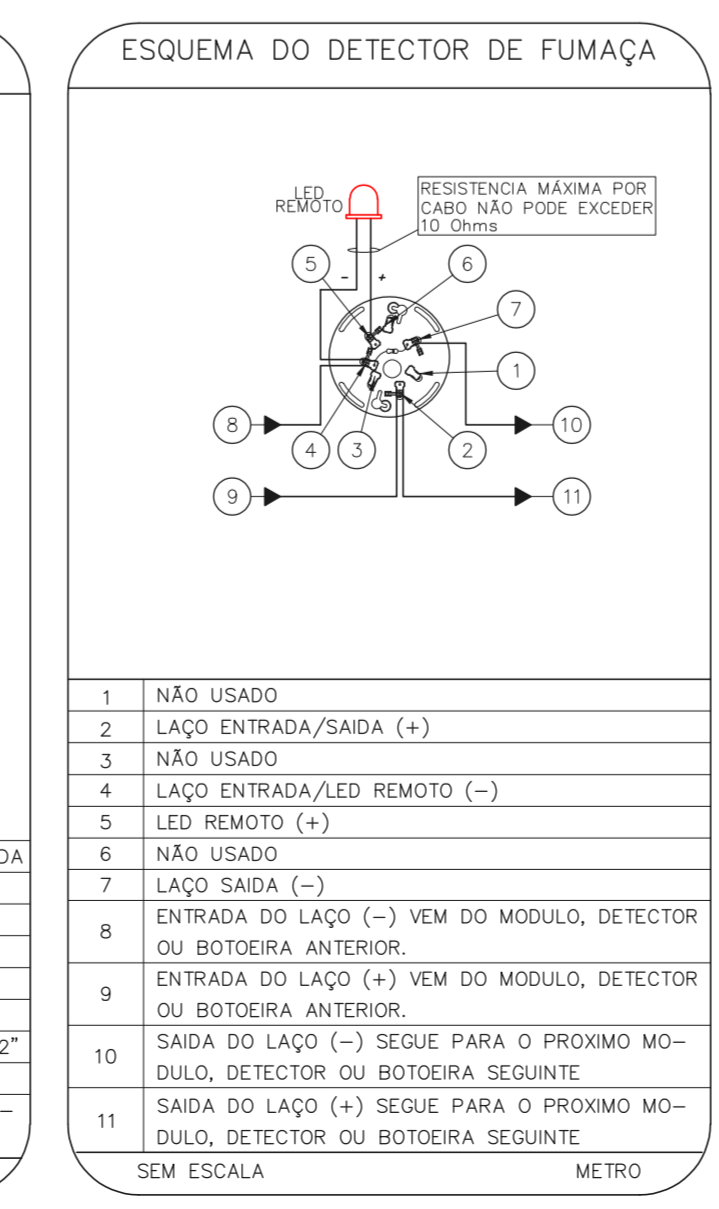 ESQUEMA DO DETECTOR DE FUMAÇA
LED
REMOTO
RESISTENCIA MÁXIMA POR
CABO NÃO PODE EXCEDER
10 Ohms
5
6
- +
7
1
8
10
4
3
2
9
11
1 NÃO USADO
2 LAÇO ENTRADA/SAIDA (+)
3 NÃO USADO
4 LAÇO ENTRADA/LED REMOTO (-)
5 LED REMOTO (+)
6 NÃO USADO
7 LAÇO SAIDA (-)
8 ENTRADA DO LAÇO (-) VEM DO MODULO, DETECTOR
OU BOTOEIRA ANTERIOR.
9 ENTRADA DO LAÇO (+) VEM DO MODULO, DETECTOR
OU BOTOEIRA ANTERIOR.
10 SAIDA DO LAÇO (-) SEGUE PARA O PROXIMO MO-
DULO, DETECTOR OU BOTOEIRA SEGUINTE
11 SAIDA DO LAÇO (+) SEGUE PARA O PROXIMO MO-
DULO, DETECTOR OU BOTOEIRA SEGUINTE
SEM ESCALA
METRO
DA
2"
-